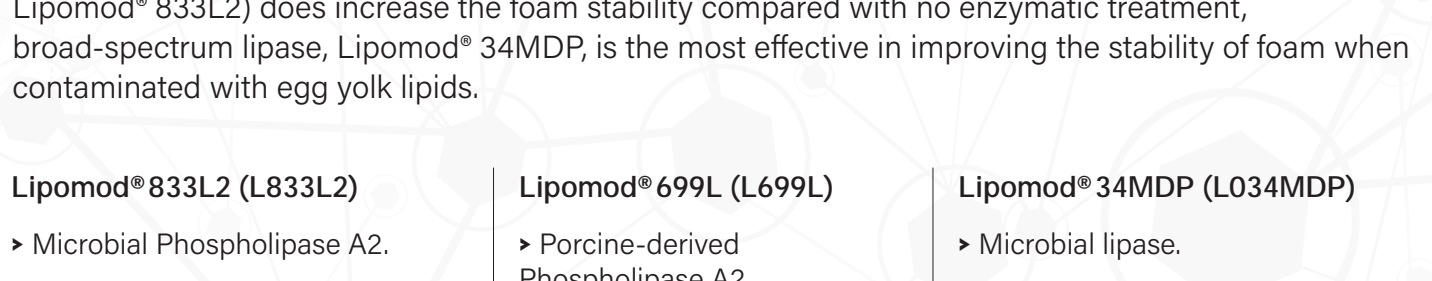 Lipomod® 833L2) does increase the foam stability compared with no enzymatic treatment,
broad-spectrum lipase, Lipomod® 34MDP, is the most effective in improving the stability of foam when
contaminated with egg yolk lipids.
Lipomod® 833L2 (L833L2)
> Microbial Phospholipase A2.
Lipomod® 699L (L699L)
> Porcine-derived
Phospholipase A2
Lipomod® 34MDP (L034MDP)
> Microbial lipase.